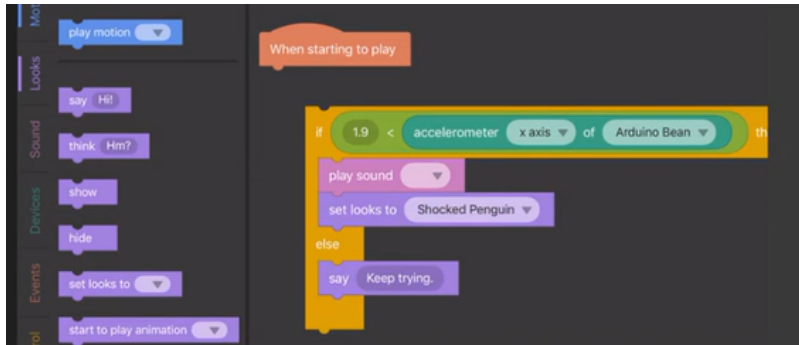 Mot
Looks
Sound
Devices
Events
rol
play motion
say Hi!
think Hm?
show
hide
set looks to
start to play animation
When starting to play
if 1.9 < accelerometer x axis of Arduino Bean th
play sound
set looks to Shocked Penguin
else
say Keep trying.